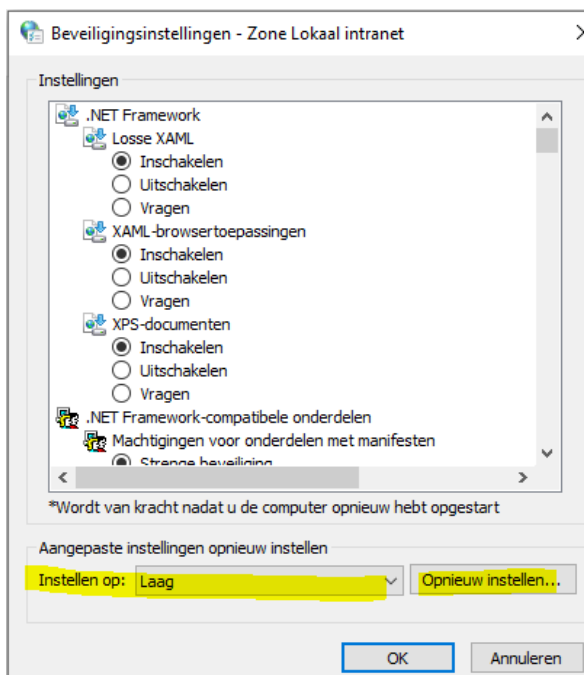 Beveiligingsinstellingen - Zone Lokaal intranet
Instellingen
.NET Framework
Losse XAML
Inschakelen
Uitschakelen
Vragen
XAML-browsertoepassingen
Inschakelen
Uitschakelen
Vragen
XPS-documenten
Inschakelen
Uitschakelen
Vragen
.NET Framework-compatibele onderdelen
Machtigingen voor onderdelen met manifesten
Strenge beveiliging
*Wordt van kracht nadat u de computer opnieuw hebt opgestart
Aangepaste instellingen opnieuw instellen
Instellen op: Laag Opnieuw instellen...
OK Annuleren